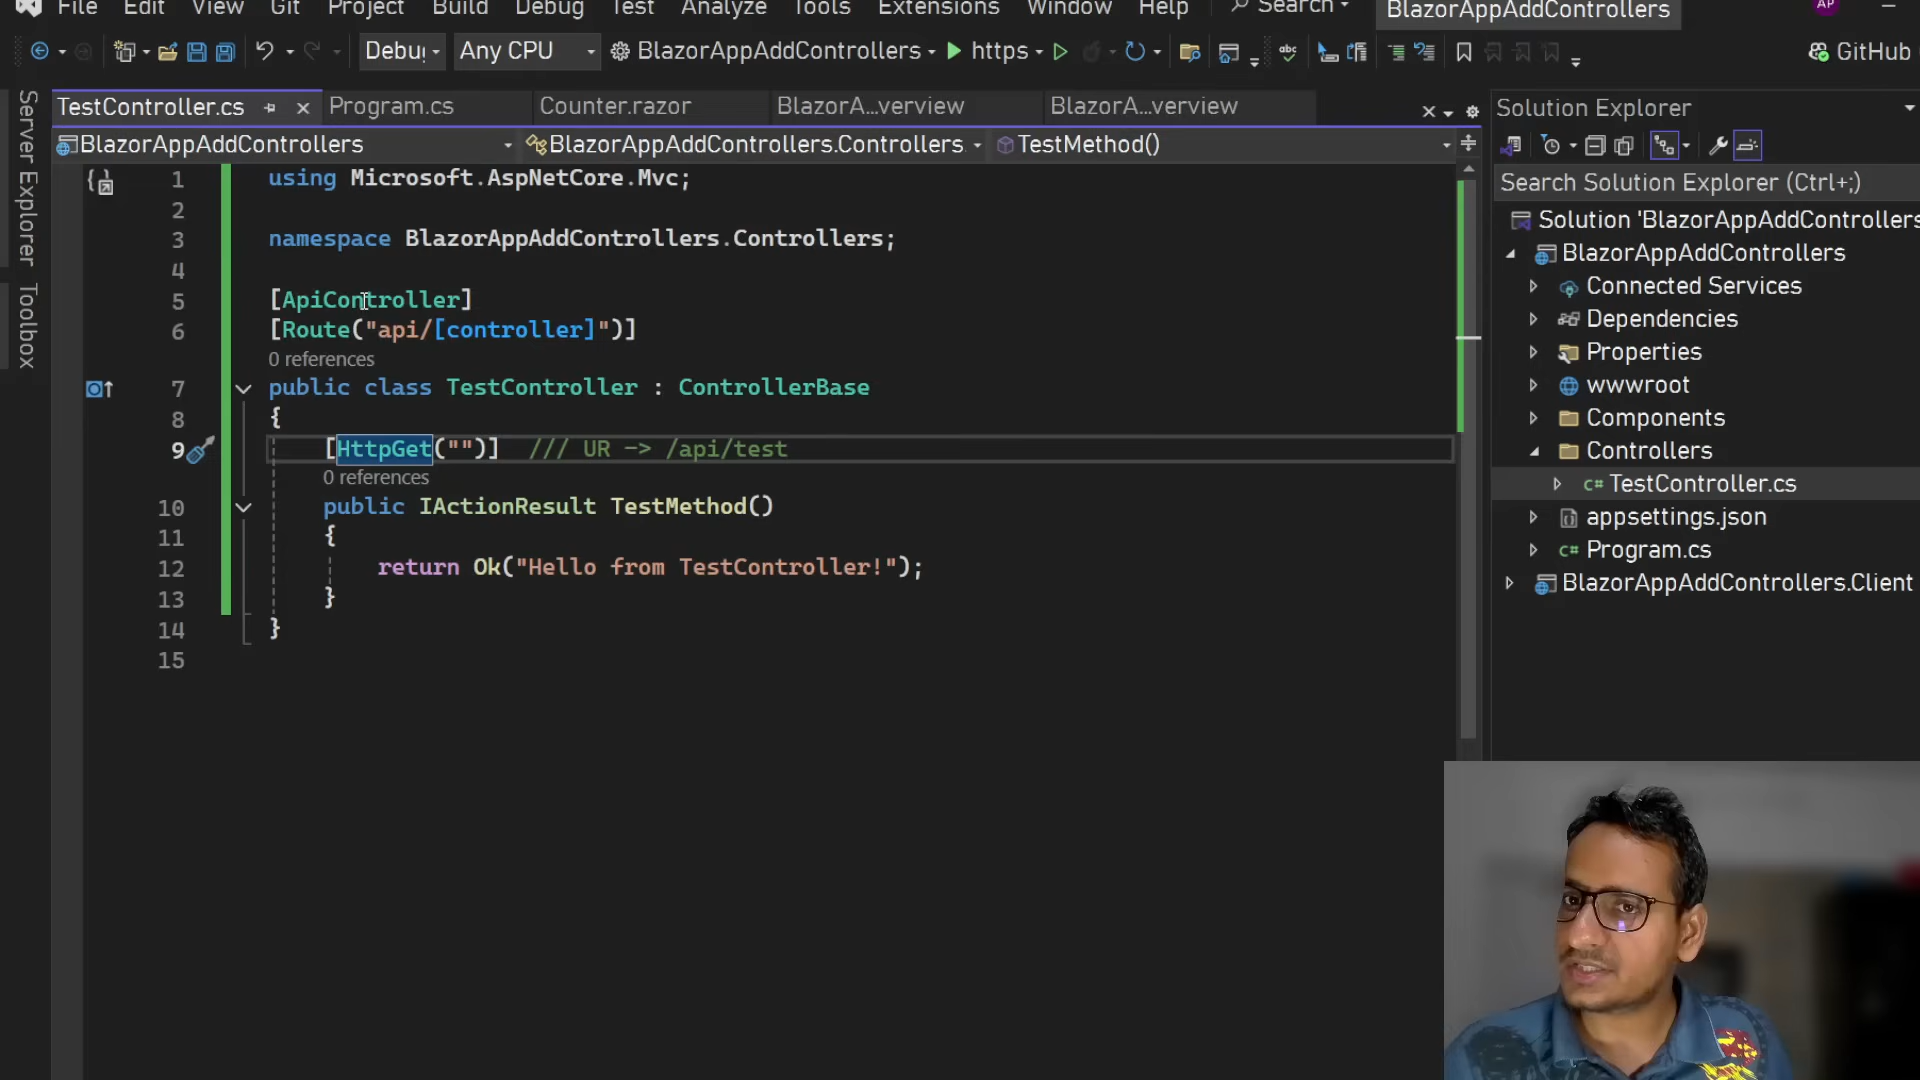 File Edit View Git Project Build Debug Test Analyze Tools Extensions Window Help Search BlazorAppAddControllers AP
Debug Any CPU BlazorAppAddControllers https GitHub
Server Explorer
Toolbox
TestController.cs Program.cs Counter.razor BlazorA...verview BlazorA...verview
BlazorAppAddControllers BlazorAppAddControllers.Controllers TestMethod()
1 using Microsoft.AspNetCore.Mvc;
2
3 namespace BlazorAppAddControllers.Controllers;
4
5 [ApiController]
6 [Route("api/[controller]")]
0 references
7 public class TestController : ControllerBase
8 {
9 [HttpGet("")] /// UR -> /api/test
0 references
10 public IActionResult TestMethod()
11 {
12 return Ok("Hello from TestController!");
13 }
14 }
15
Solution Explorer
Search Solution Explorer (Ctrl+;)
Solution 'BlazorAppAddControllers
BlazorAppAddControllers
Connected Services
Dependencies
Properties
wwwroot
Components
Controllers
C# TestController.cs
appsettings.json
C# Program.cs
BlazorAppAddControllers.Client